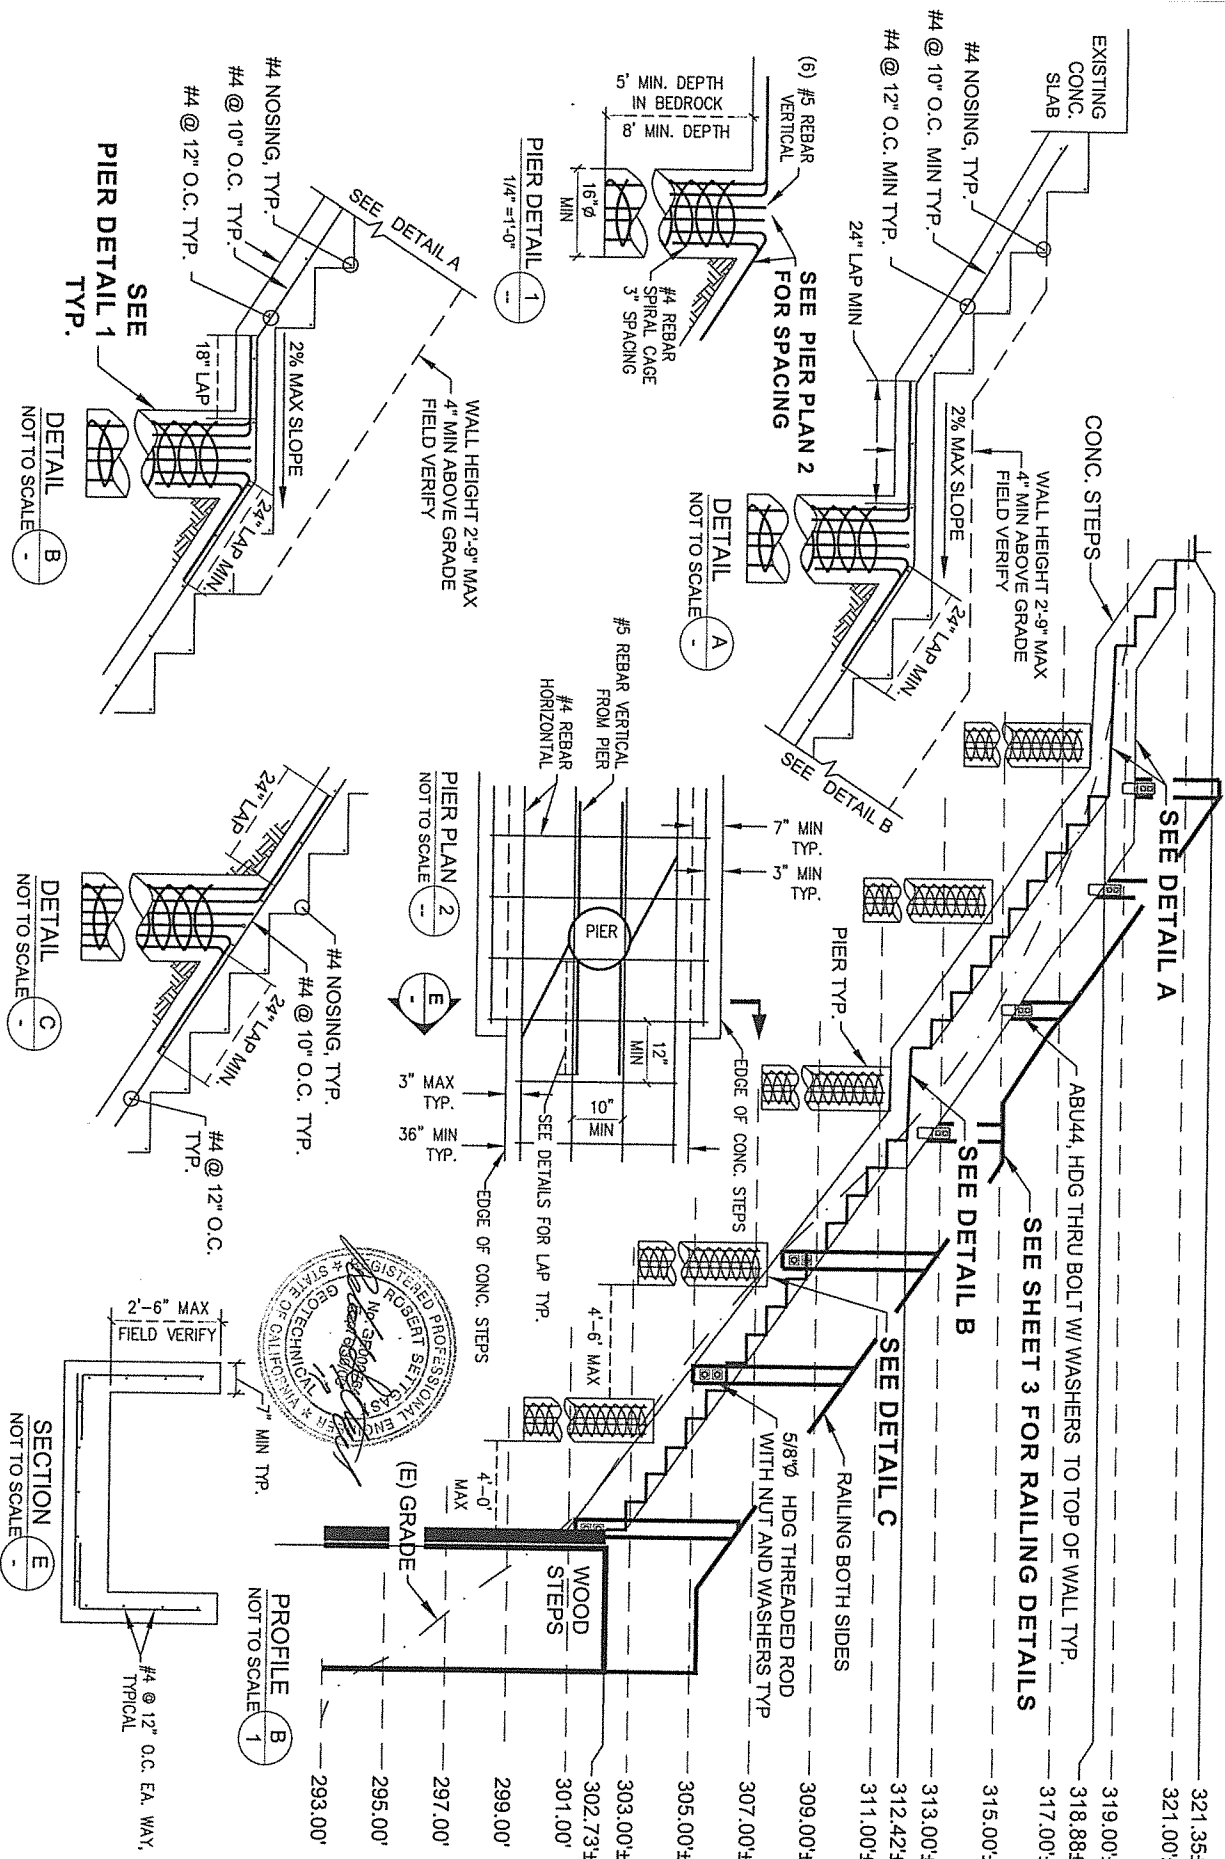 EXISTING
CONC.
SLAB
#4 NOSING, TYP.
#4 @ 10" O.C. MIN TYP.
#4 @ 12" O.C. MIN TYP.
24" LAP MIN
2% MAX SLOPE
WALL HEIGHT 2'-9" MAX
4" MIN ABOVE GRADE
FIELD VERIFY
24" LAP MIN.
SEE DETAIL B
DETAIL
NOT TO SCALE
A
-
CONC. STEPS
SEE DETAIL A
ABU44, HDG THRU BOLT W/ WASHERS TO TOP OF WALL TYP.
SEE SHEET 3 FOR RAILING DETAILS
SEE DETAIL B
PIER TYP.
SEE DETAIL C
RAILING BOTH SIDES
5/8"Ø HDG THREADED ROD
WITH NUT AND WASHERS TYP
4'-6" MAX
4'-0"
MAX
WOOD
STEPS
(E) GRADE
PROFILE
NOT TO SCALE
B
1
321.35±
321.00'±
319.00'±
318.88±
317.00'±
315.00'±
313.00'±
312.42'±
311.00'±
309.00'±
307.00'±
305.00'±
303.00'±
302.73'±
301.00'
299.00'
297.00'
295.00'
293.00'
(6) #5 REBAR
VERTICAL
5' MIN. DEPTH
IN BEDROCK
8' MIN. DEPTH
16"Ø
MIN
SEE PIER PLAN 2
FOR SPACING
#4 REBAR
SPIRAL CAGE
3" SPACING
PIER DETAIL
1/4" =1'-0"
1
--
#5 REBAR VERTICAL
FROM PIER
#4 REBAR
HORIZONTAL
7" MIN
TYP.
3" MIN
TYP.
PIER
12"
MIN
10"
MIN
EDGE OF CONC. STEPS
SEE DETAILS FOR LAP TYP.
3" MAX
TYP.
36" MIN
TYP.
EDGE OF CONC. STEPS
E
-
PIER PLAN
NOT TO SCALE
2
--
#4 NOSING, TYP.
#4 @ 10" O.C. TYP.
#4 @ 12" O.C. TYP.
SEE DETAIL A
WALL HEIGHT 2'-9" MAX
4" MIN ABOVE GRADE
FIELD VERIFY
2% MAX SLOPE
18" LAP
24" LAP MIN.
SEE
PIER DETAIL 1
TYP.
DETAIL
NOT TO SCALE
B
-
24" LAP
24" LAP MIN.
#4 NOSING, TYP.
#4 @ 10" O.C. TYP.
#4 @ 12" O.C.
TYP.
DETAIL
NOT TO SCALE
C
-
REGISTERED PROFESSIONAL ENGINEER
ROBERT SETTGAST
GEOTECHNICAL
STATE OF CALIFORNIA
2'-6" MAX
FIELD VERIFY
7" MIN TYP.
#4 @ 12" O.C. EA. WAY,
TYPICAL
SECTION
NOT TO SCALE
E
-